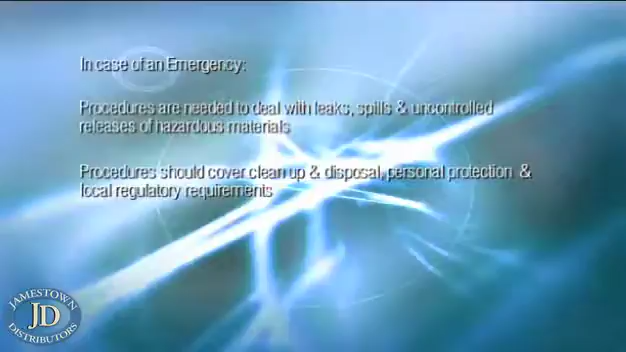 In case of an Emergency:
Procedures are needed to deal with leaks, spills & uncontrolled
releases of hazardous materials
Procedures should cover clean up & disposal, personal protection &
local regulatory requirements
JAMESTOWN
JD
DISTRIBUTORS